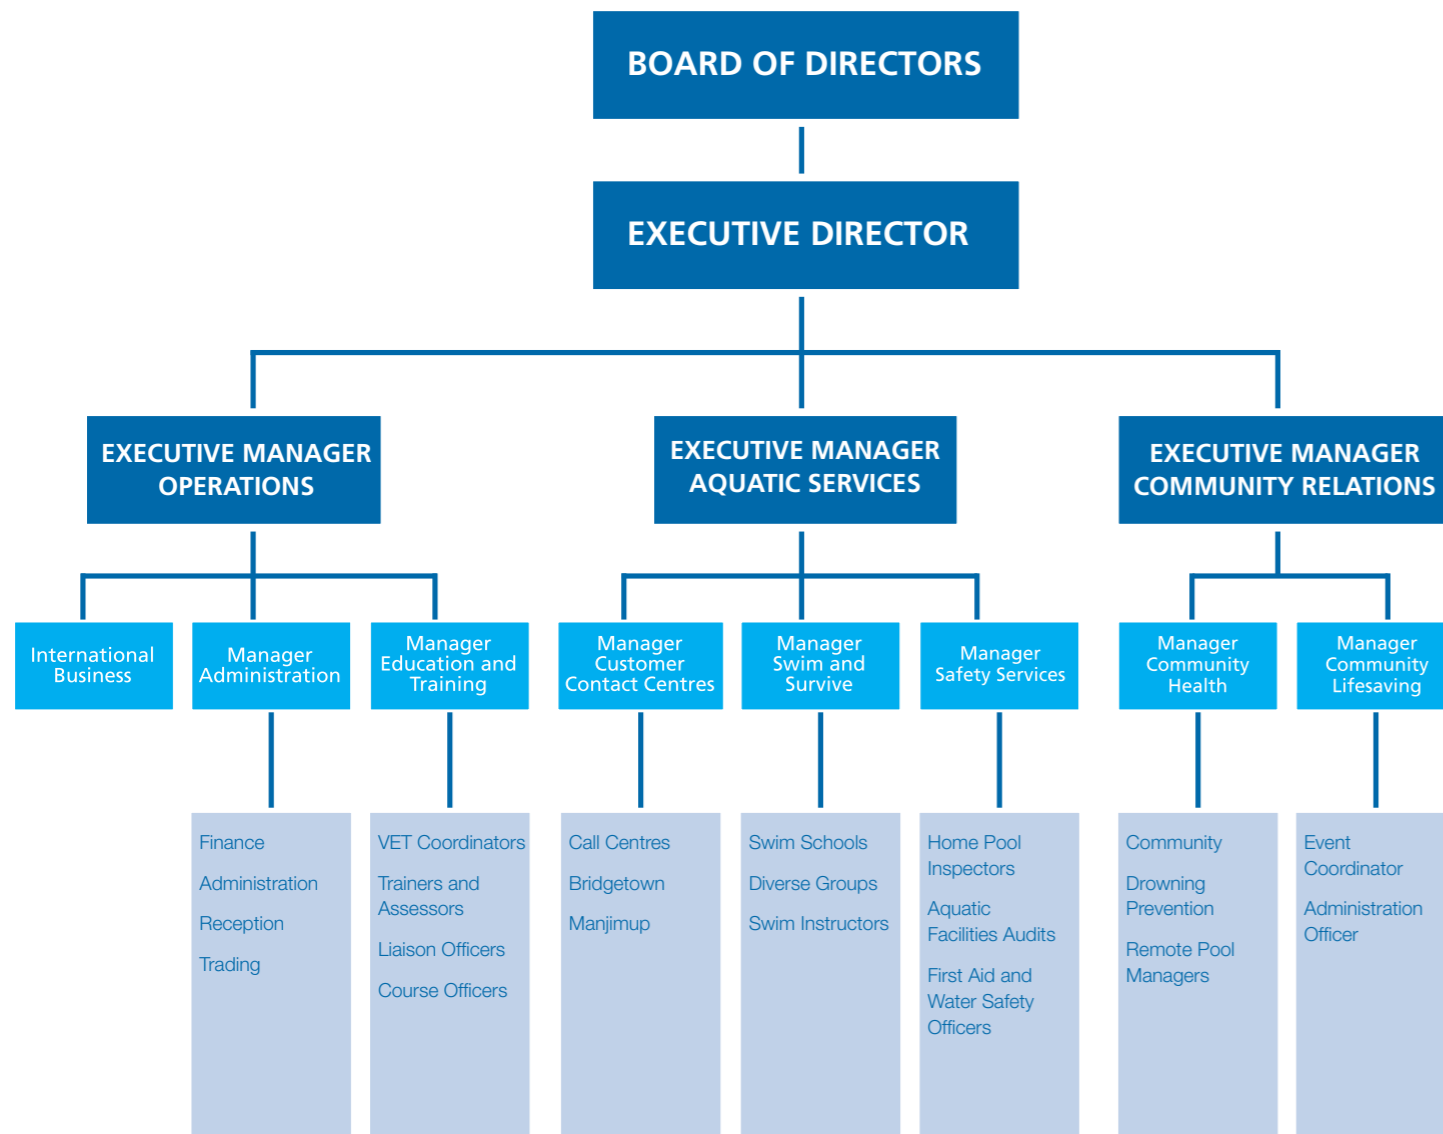 BOARD OF DIRECTORS
EXECUTIVE DIRECTOR
EXECUTIVE MANAGER
OPERATIONS
EXECUTIVE MANAGER
AQUATIC SERVICES
EXECUTIVE MANAGER
COMMUNITY RELATIONS
International
Business
Manager
Administration
Manager
Education and
Training
Manager
Customer
Contact Centres
Manager
Swim and
Survive
Manager
Safety Services
Manager
Community
Health
Manager
Community
Lifesaving
Finance
Administration
Reception
Trading
VET Coordinators
Trainers and
Assessors
Liaison Officers
Course Officers
Call Centres
Bridgetown
Manjimup
Swim Schools
Diverse Groups
Swim Instructors
Home Pool
Inspectors
Aquatic
Facilities Audits
First Aid and
Water Safety
Officers
Community
Drowning
Prevention
Remote Pool
Managers
Event
Coordinator
Administration
Officer